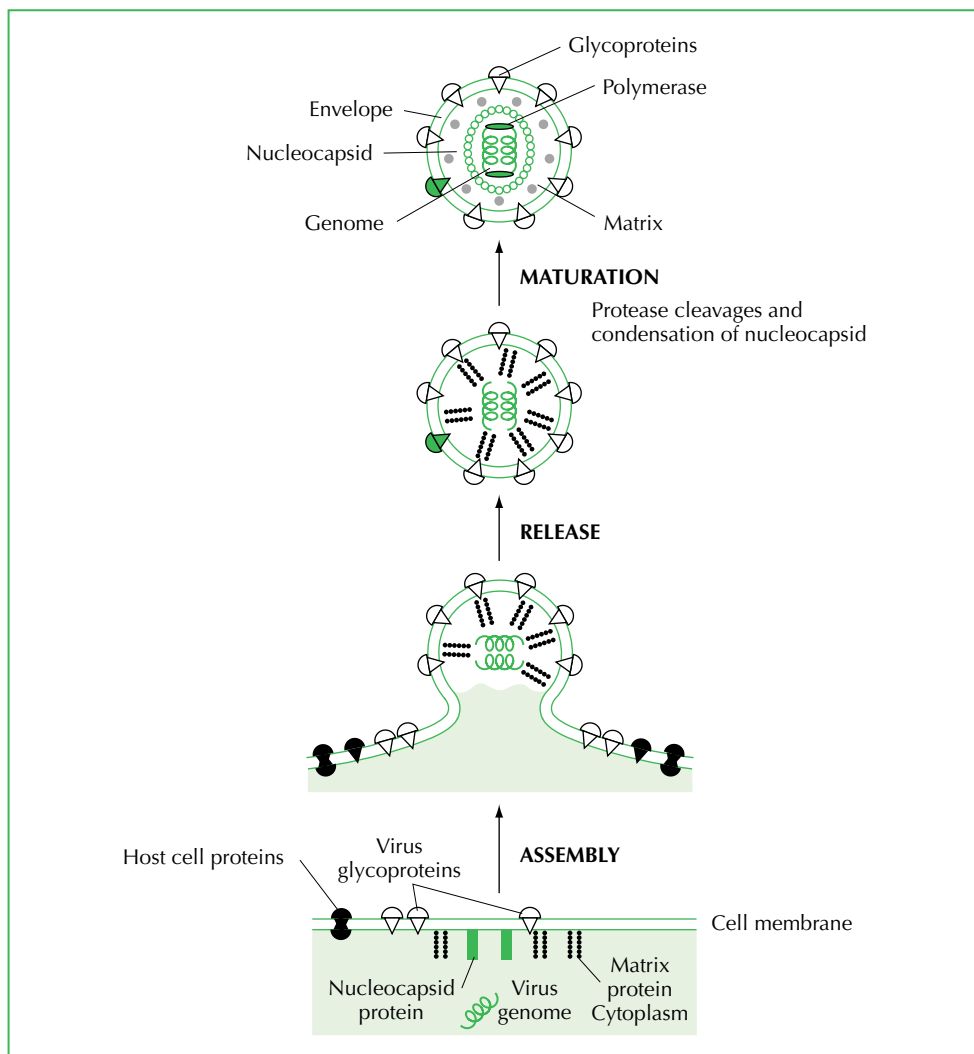 Glycoproteins
Polymerase
Envelope
Nucleocapsid
Genome
Matrix
MATURATION
Protease cleavages and
condensation of nucleocapsid
RELEASE
ASSEMBLY
Host cell proteins
Virus
glycoproteins
Cell membrane
Nucleocapsid
protein
Virus
genome
Matrix
protein
Cytoplasm